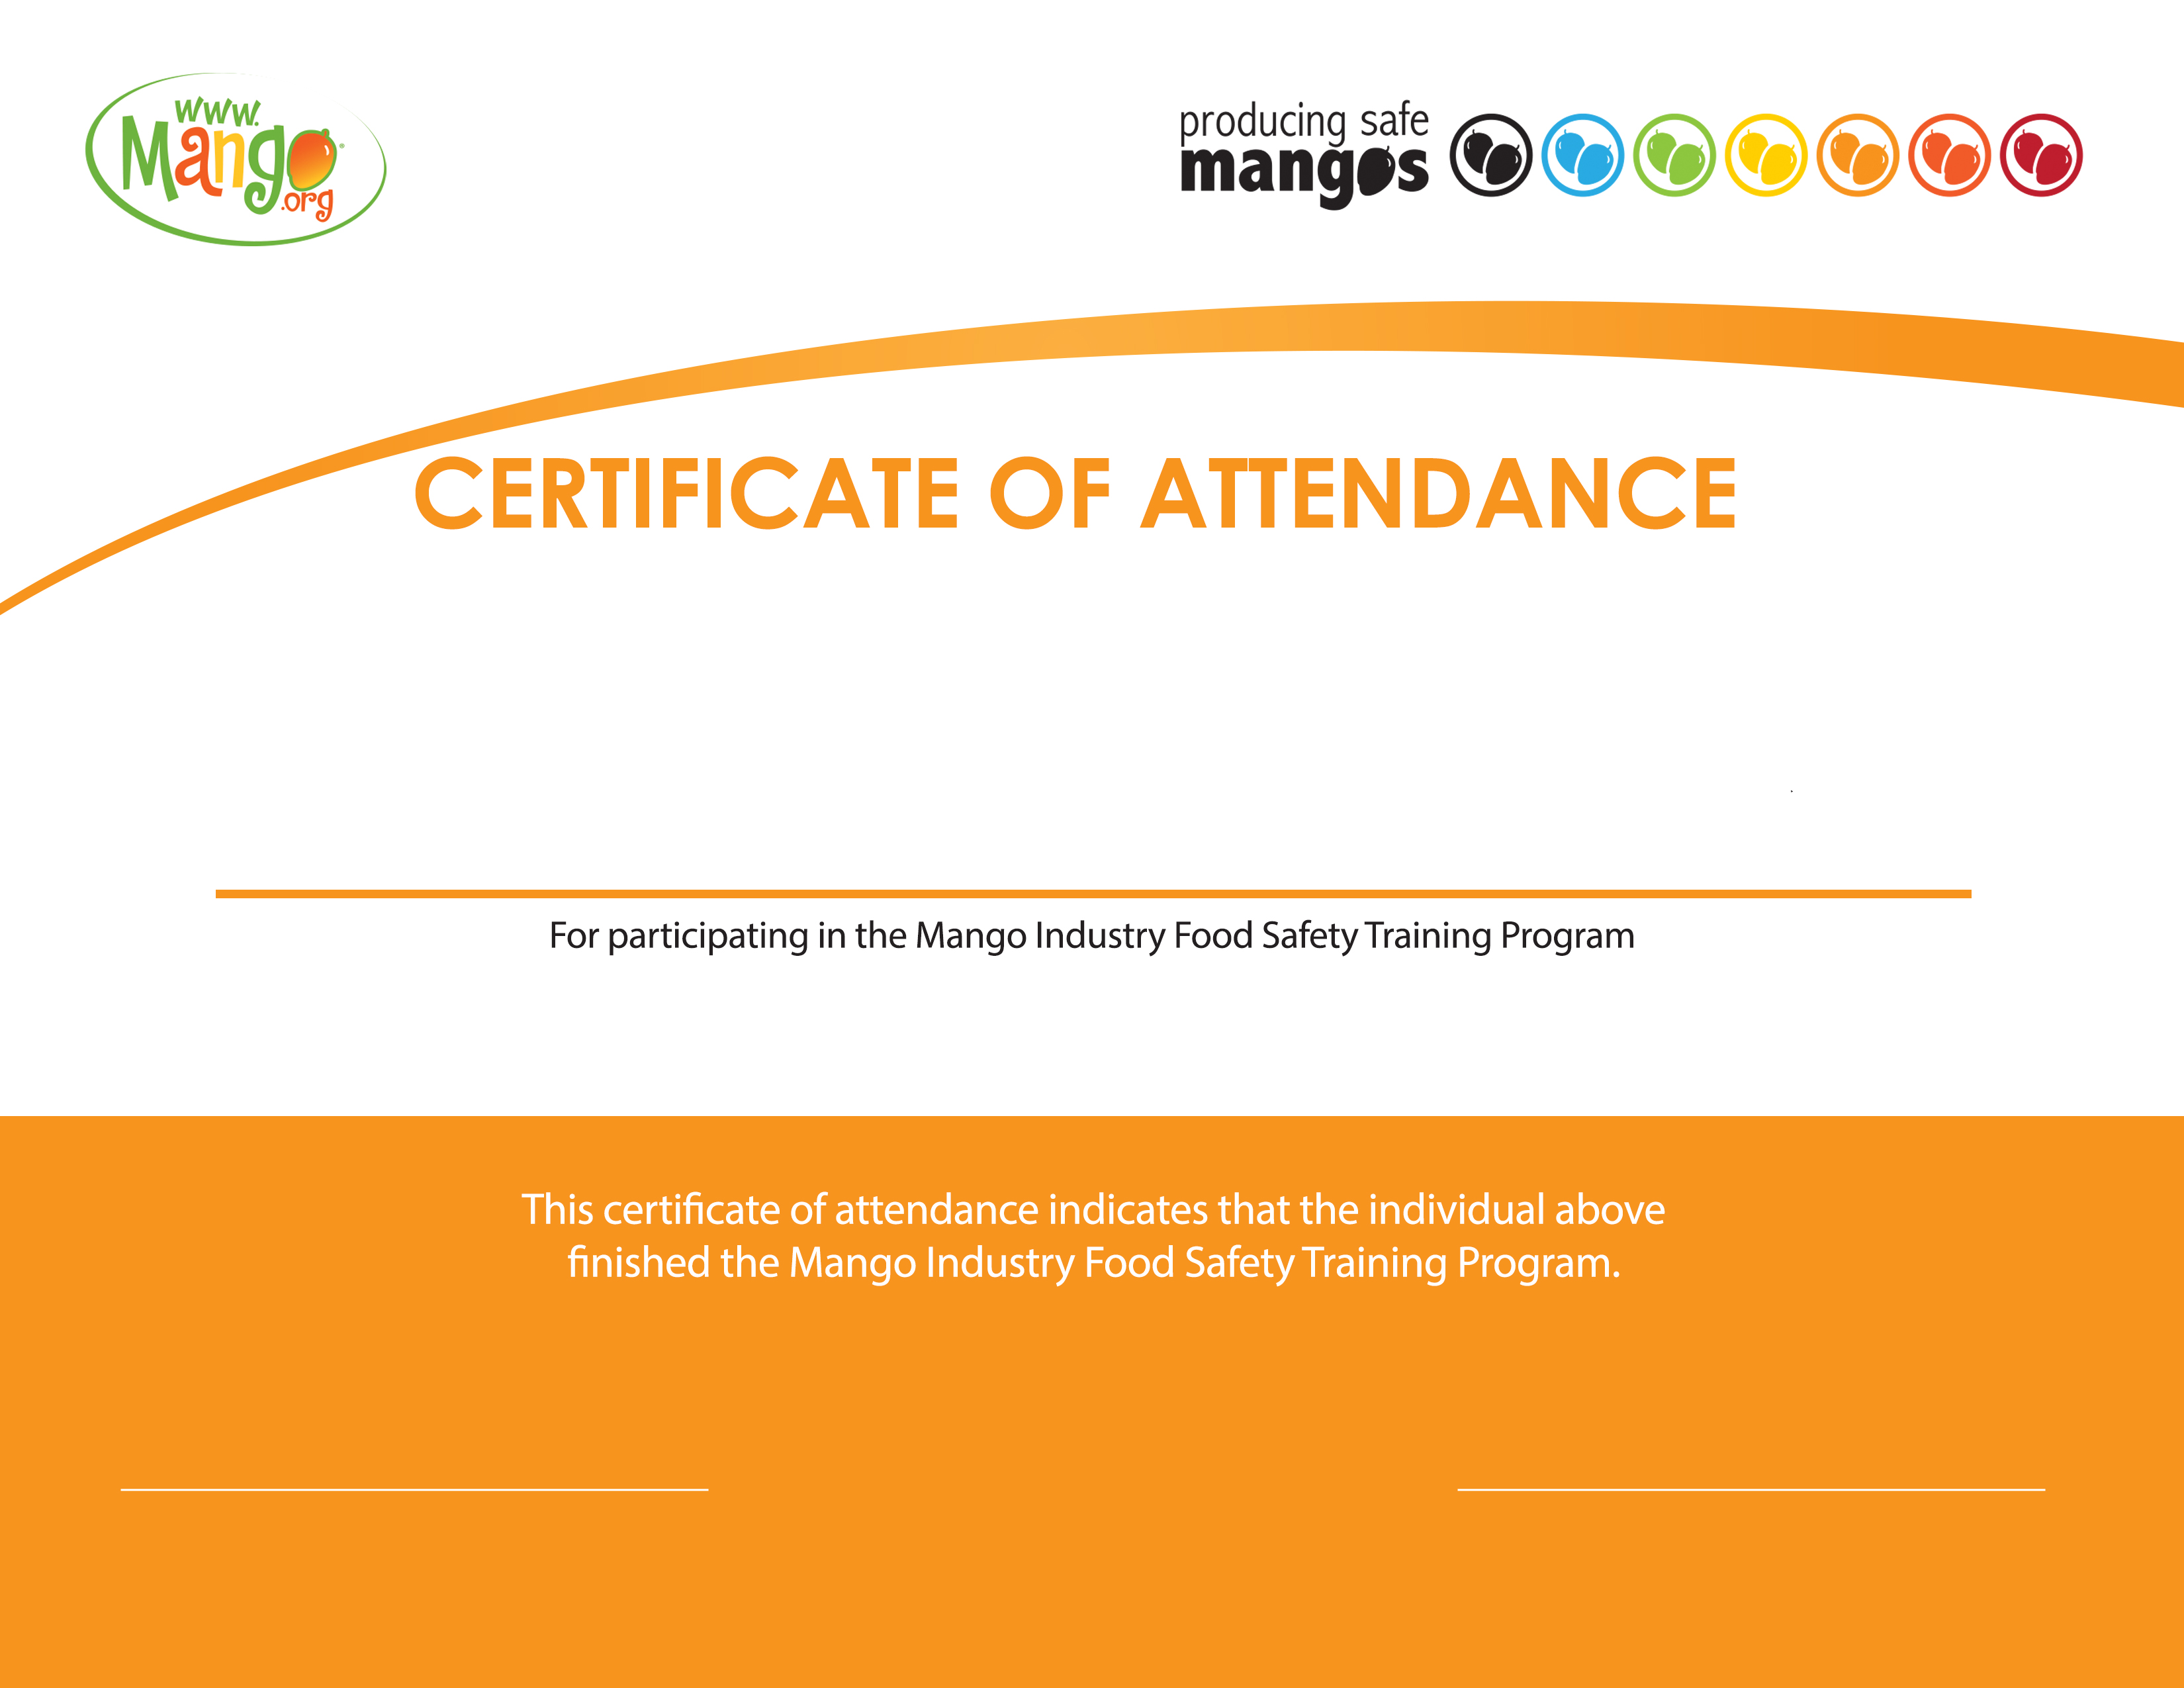 www.
Mango
.org
producing safe
mangos
CERTIFICATE OF ATTENDANCE
For participating in the Mango Industry Food Safety Training Program
This certificate of attendance indicates that the individual above
finished the Mango Industry Food Safety Training Program.